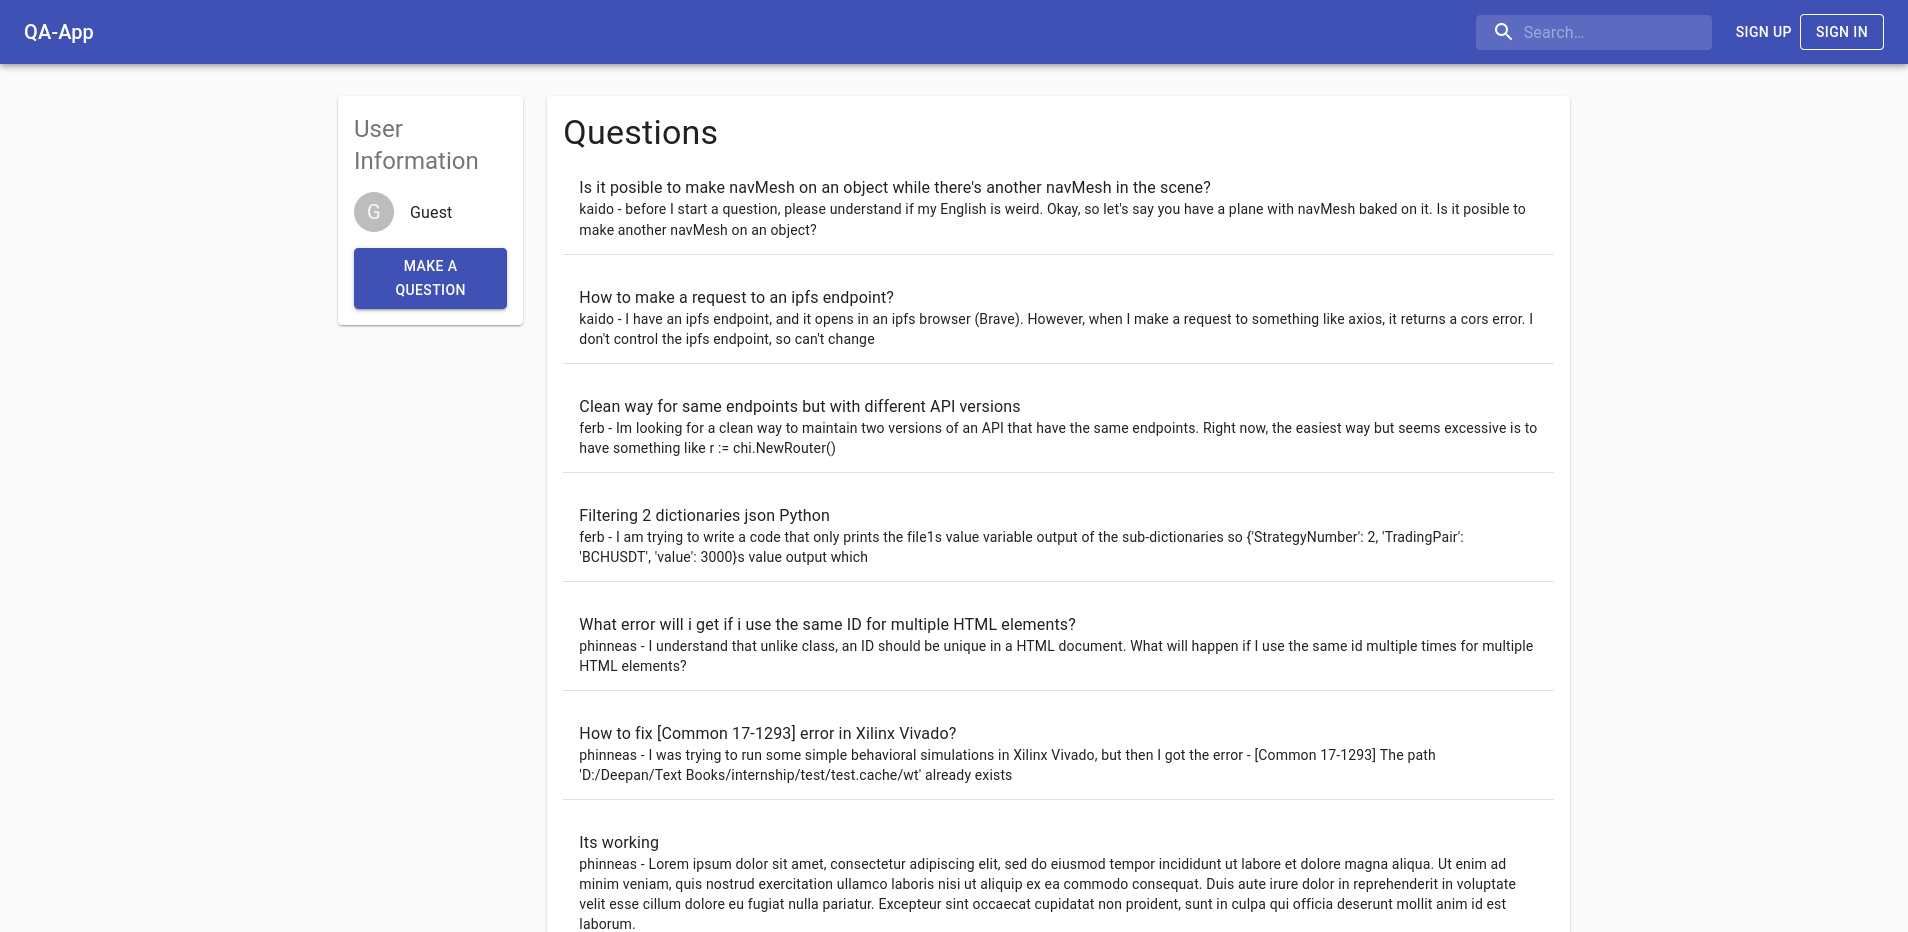 QA-App
Search…
SIGN UP
SIGN IN
User
Information
G
Guest
MAKE A
QUESTION
Questions
Is it posible to make navMesh on an object while there's another navMesh in the scene?
kaido - before I start a question, please understand if my English is weird. Okay, so let's say you have a plane with navMesh baked on it. Is it posible to
make another navMesh on an object?
How to make a request to an ipfs endpoint?
kaido - I have an ipfs endpoint, and it opens in an ipfs browser (Brave). However, when I make a request to something like axios, it returns a cors error. I
don't control the ipfs endpoint, so can't change
Clean way for same endpoints but with different API versions
ferb - Im looking for a clean way to maintain two versions of an API that have the same endpoints. Right now, the easiest way but seems excessive is to
have something like r := chi.NewRouter()
Filtering 2 dictionaries json Python
ferb - I am trying to write a code that only prints the file1s value variable output of the sub-dictionaries so {'StrategyNumber': 2, 'TradingPair':
'BCHUSDT', 'value': 3000}s value output which
What error will i get if i use the same ID for multiple HTML elements?
phinneas - I understand that unlike class, an ID should be unique in a HTML document. What will happen if I use the same id multiple times for multiple
HTML elements?
How to fix [Common 17-1293] error in Xilinx Vivado?
phinneas - I was trying to run some simple behavioral simulations in Xilinx Vivado, but then I got the error - [Common 17-1293] The path
'D:/Deepan/Text Books/internship/test/test.cache/wt' already exists
Its working
phinneas - Lorem ipsum dolor sit amet, consectetur adipiscing elit, sed do eiusmod tempor incididunt ut labore et dolore magna aliqua. Ut enim ad
minim veniam, quis nostrud exercitation ullamco laboris nisi ut aliquip ex ea commodo consequat. Duis aute irure dolor in reprehenderit in voluptate
velit esse cillum dolore eu fugiat nulla pariatur. Excepteur sint occaecat cupidatat non proident, sunt in culpa qui officia deserunt mollit anim id est
laborum.